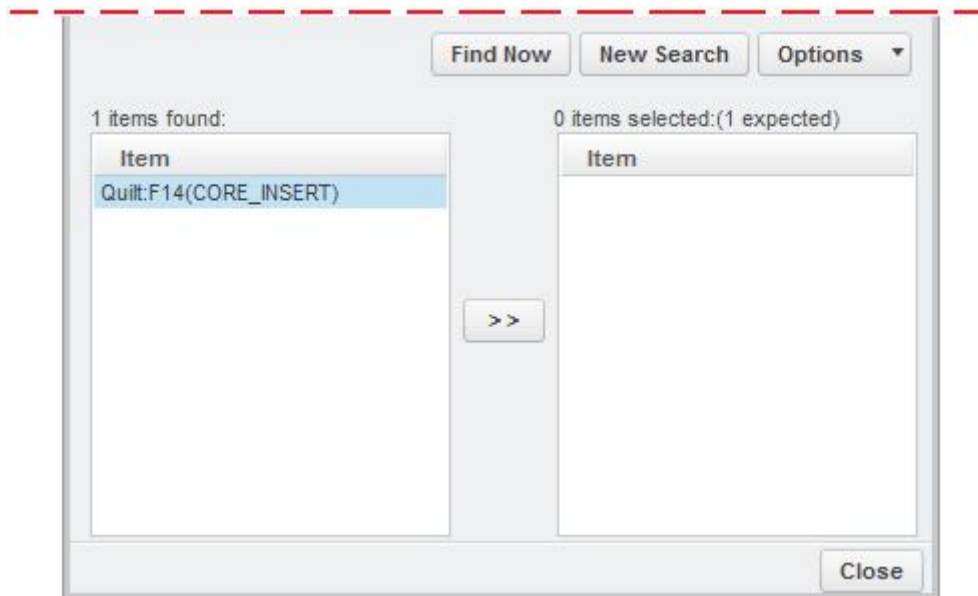 Find Now New Search Options
1 items found: 0 items selected:(1 expected)
Item Item
Quilt:F14(CORE_INSERT)
>>
Close